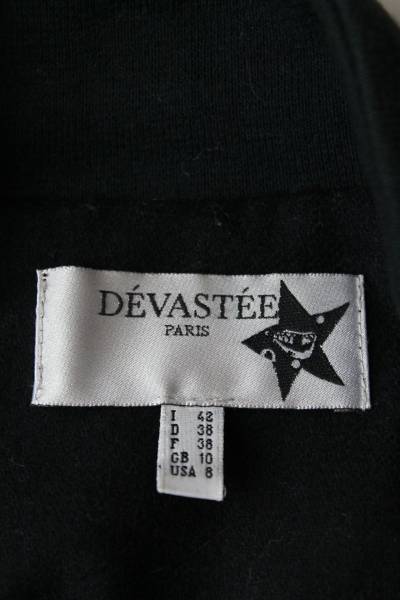 DÉVASTÉE
PARIS
I 42
D 38
F 38
GB 10
USA 8